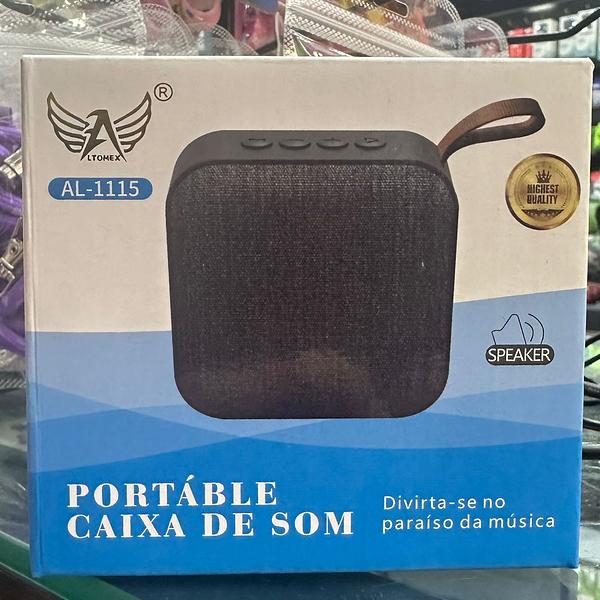 ®
ALTOMEX
AL-1115
HIGHEST
QUALITY
SPEAKER
PORTÁBLE
CAIXA DE SOM
Divirta-se no
paraíso da música